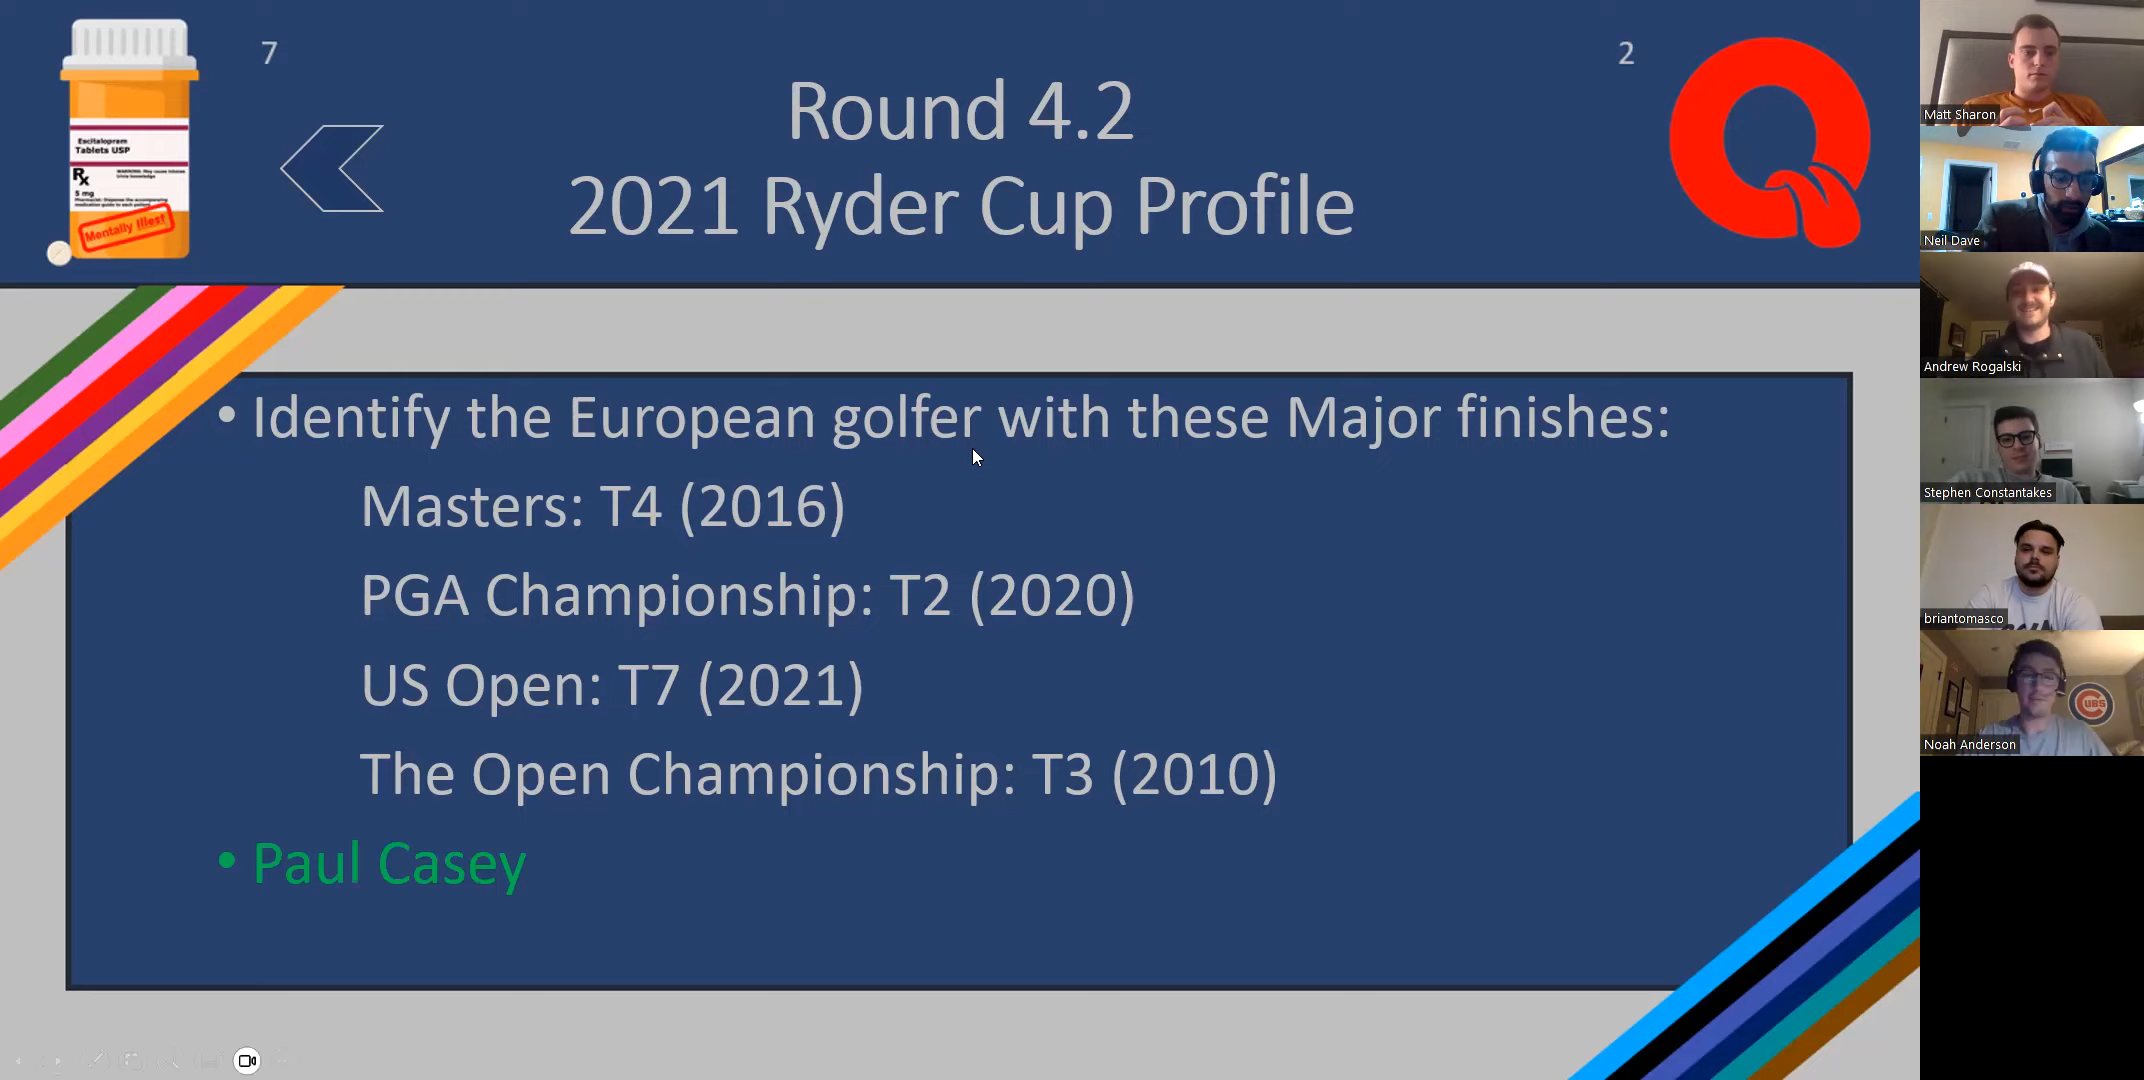 7
2
Round 4.2
2021 Ryder Cup Profile
Escitalopram
Tablets USP
Rx
5 mg
Mentally Illest
• Identify the European golfer with these Major finishes:
Masters: T4 (2016)
PGA Championship: T2 (2020)
US Open: T7 (2021)
The Open Championship: T3 (2010)
• Paul Casey
Matt Sharon
Neil Dave
Andrew Rogalski
Stephen Constantakes
briantomasco
CUBS
Noah Anderson